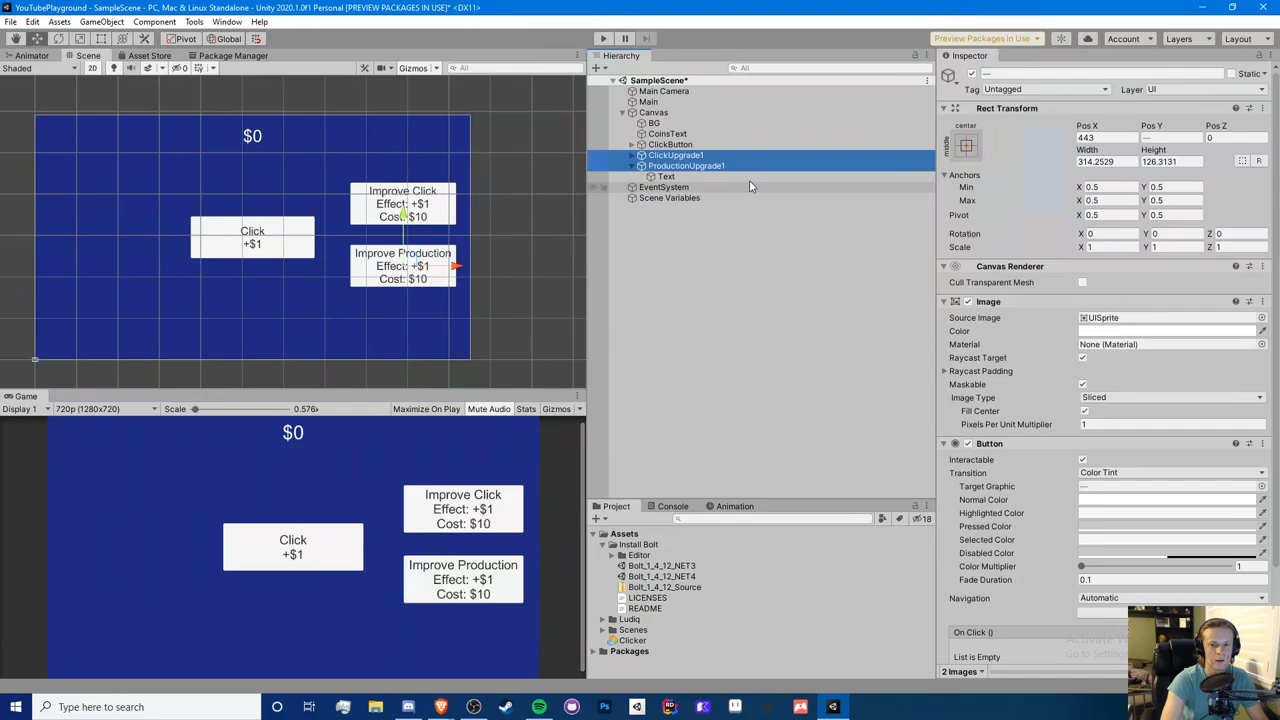 YouTubePlayground - SampleScene - PC, Mac & Linux Standalone - Unity 2020.1.0f1 Personal [PREVIEW PACKAGES IN USE]* <DX11>
File Edit Assets GameObject Component Tools Bolt Window Help
Pivot Global Preview Packages in Use Account Layers Layout
Animator Scene Asset Store Package Manager
Shaded 2D 0 Gizmos All
$0
Improve Click
Effect: +$1
Cost: $10
Click
+$1
Improve Production
Effect: +$1
Cost: $10
Game
Display 1 720p (1280x720) Scale 0.576x Maximize On Play Mute Audio Stats Gizmos
$0
Improve Click
Effect: +$1
Cost: $10
Click
+$1
Improve Production
Effect: +$1
Cost: $10
Hierarchy
All
SampleScene*
Main Camera
Main
Canvas
BG
CoinsText
ClickButton
ClickUpgrade1
ProductionUpgrade1
Text
EventSystem
Scene Variables
Project Console Animation
18
Assets
Install Bolt
Editor
Bolt_1_4_12_NET3
Bolt_1_4_12_NET4
Bolt_1_4_12_Source
LICENSES
README
Ludiq
Scenes
Clicker
Packages
Inspector
— Static
Tag Untagged Layer UI
Rect Transform
center Pos X Pos Y Pos Z
middle 443 — 0
Width Height
314.2529 126.3131 R
Anchors
Min X 0.5 Y 0.5
Max X 0.5 Y 0.5
Pivot X 0.5 Y 0.5
Rotation X 0 Y 0 Z 0
Scale X 1 Y 1 Z 1
Canvas Renderer
Cull Transparent Mesh
Image
Source Image UISprite
Color
Material None (Material)
Raycast Target
Raycast Padding
Maskable
Image Type Sliced
Fill Center
Pixels Per Unit Multiplier 1
Button
Interactable
Transition Color Tint
Target Graphic —
Normal Color
Highlighted Color
Pressed Color
Selected Color
Disabled Color
Color Multiplier 1
Fade Duration 0.1
Navigation Automatic
On Click ()
List is Empty
2 Images
Type here to search